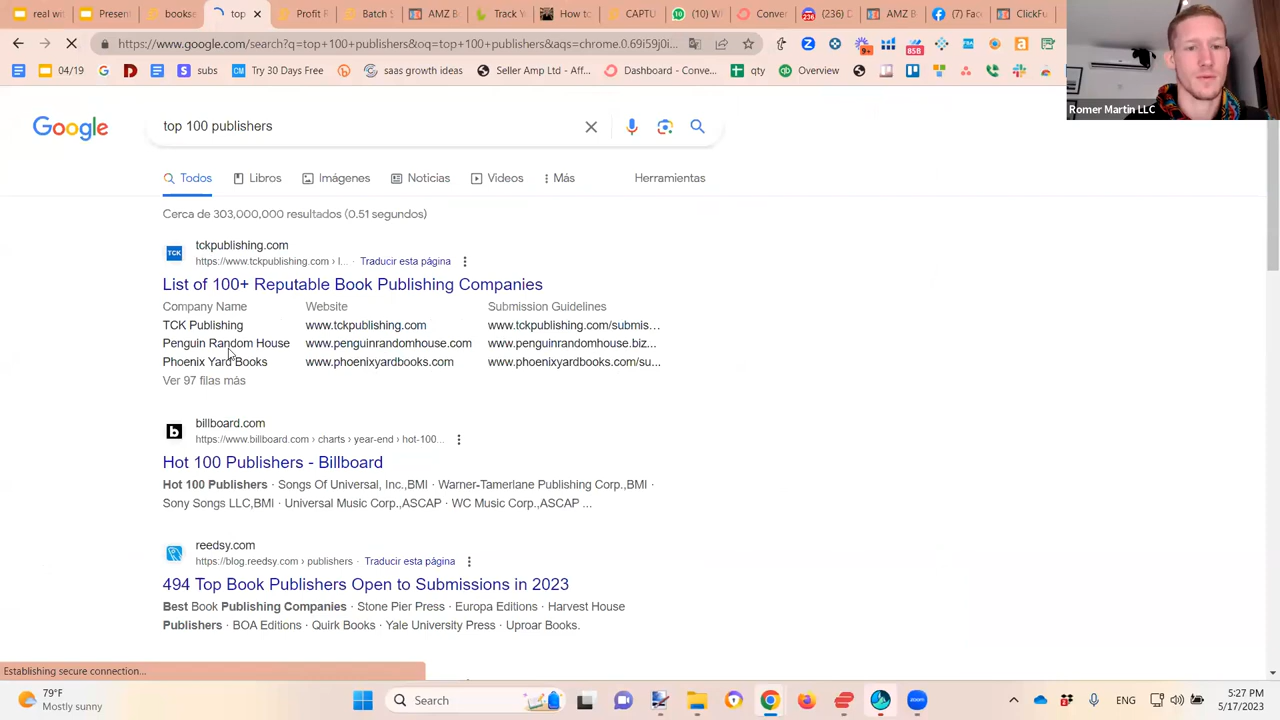 real w
top
Profit R
Batch S
AMZ B
Track Y
How to
CAPTU
(10) W
Conver
(236) D
AMZ B
(7) Fac
ClickFu
https://www.google.com/search?q=top+100+publishers&oq=top+100+publishers&aqs=chrome.0.69i59j0i...
04/19
subs
Try 30 Days Free
sas:growth ideas
Seller Amp Ltd - Aff...
Dashboard - Conver...
qty
Overview
Romer Martin LLC
Google
top 100 publishers
Todos
Libros
Imágenes
Noticias
Videos
Más
Herramientas
Cerca de 303,000,000 resultados (0.51 segundos)
TCK
tckpublishing.com
https://www.tckpublishing.com › l... · Traducir esta página
List of 100+ Reputable Book Publishing Companies
Company Name Website Submission Guidelines
TCK Publishing www.tckpublishing.com www.tckpublishing.com/submis...
Penguin Random House www.penguinrandomhouse.com www.penguinrandomhouse.biz...
Phoenix Yard Books www.phoenixyardbooks.com www.phoenixyardbooks.com/su...
Ver 97 filas más
billboard.com
https://www.billboard.com › charts › year-end › hot-100...
Hot 100 Publishers - Billboard
Hot 100 Publishers · Songs Of Universal, Inc.,BMI · Warner-Tamerlane Publishing Corp.,BMI ·
Sony Songs LLC,BMI · Universal Music Corp.,ASCAP · WC Music Corp.,ASCAP ...
reedsy.com
https://blog.reedsy.com › publishers · Traducir esta página
494 Top Book Publishers Open to Submissions in 2023
Best Book Publishing Companies · Stone Pier Press · Europa Editions · Harvest House
Publishers · BOA Editions · Quirk Books · Yale University Press · Uproar Books.
Establishing secure connection...
79°F
Mostly sunny
Search
zoom
ENG
5:27 PM
5/17/2023